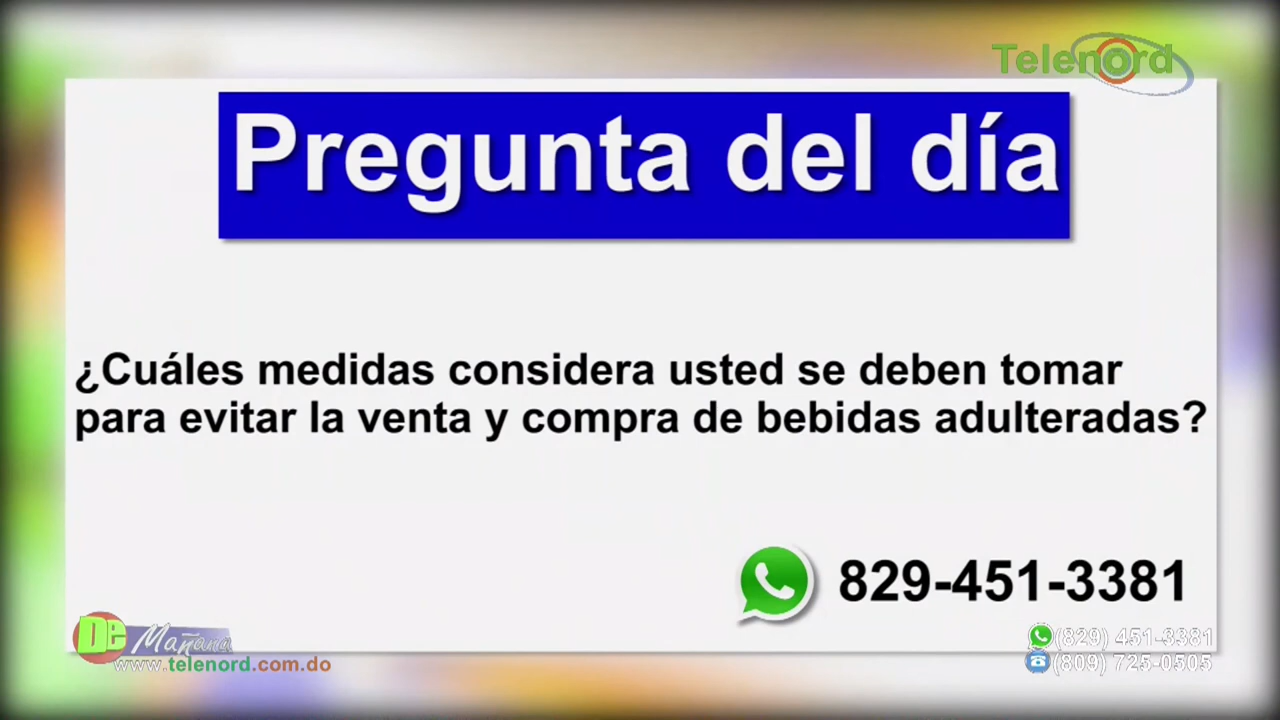 Telenord
Pregunta del día
¿Cuáles medidas considera usted se deben tomar
para evitar la venta y compra de bebidas adulteradas?
829-451-3381
De Mañana
www.telenord.com.do
(829) 451-3381
(809) 725-0505